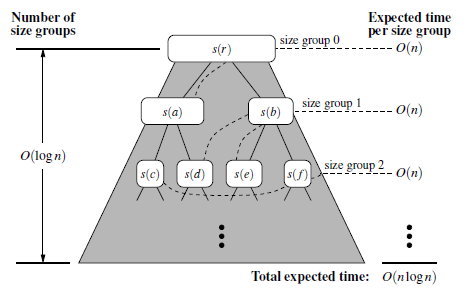 Number of
size groups
Expected time
per size group
s(r)
size group 0
O(n)
s(a)
s(b)
size group 1
O(n)
O(log n)
s(c)
s(d)
s(e)
s(f)
size group 2
O(n)
Total expected time: O(nlogn)